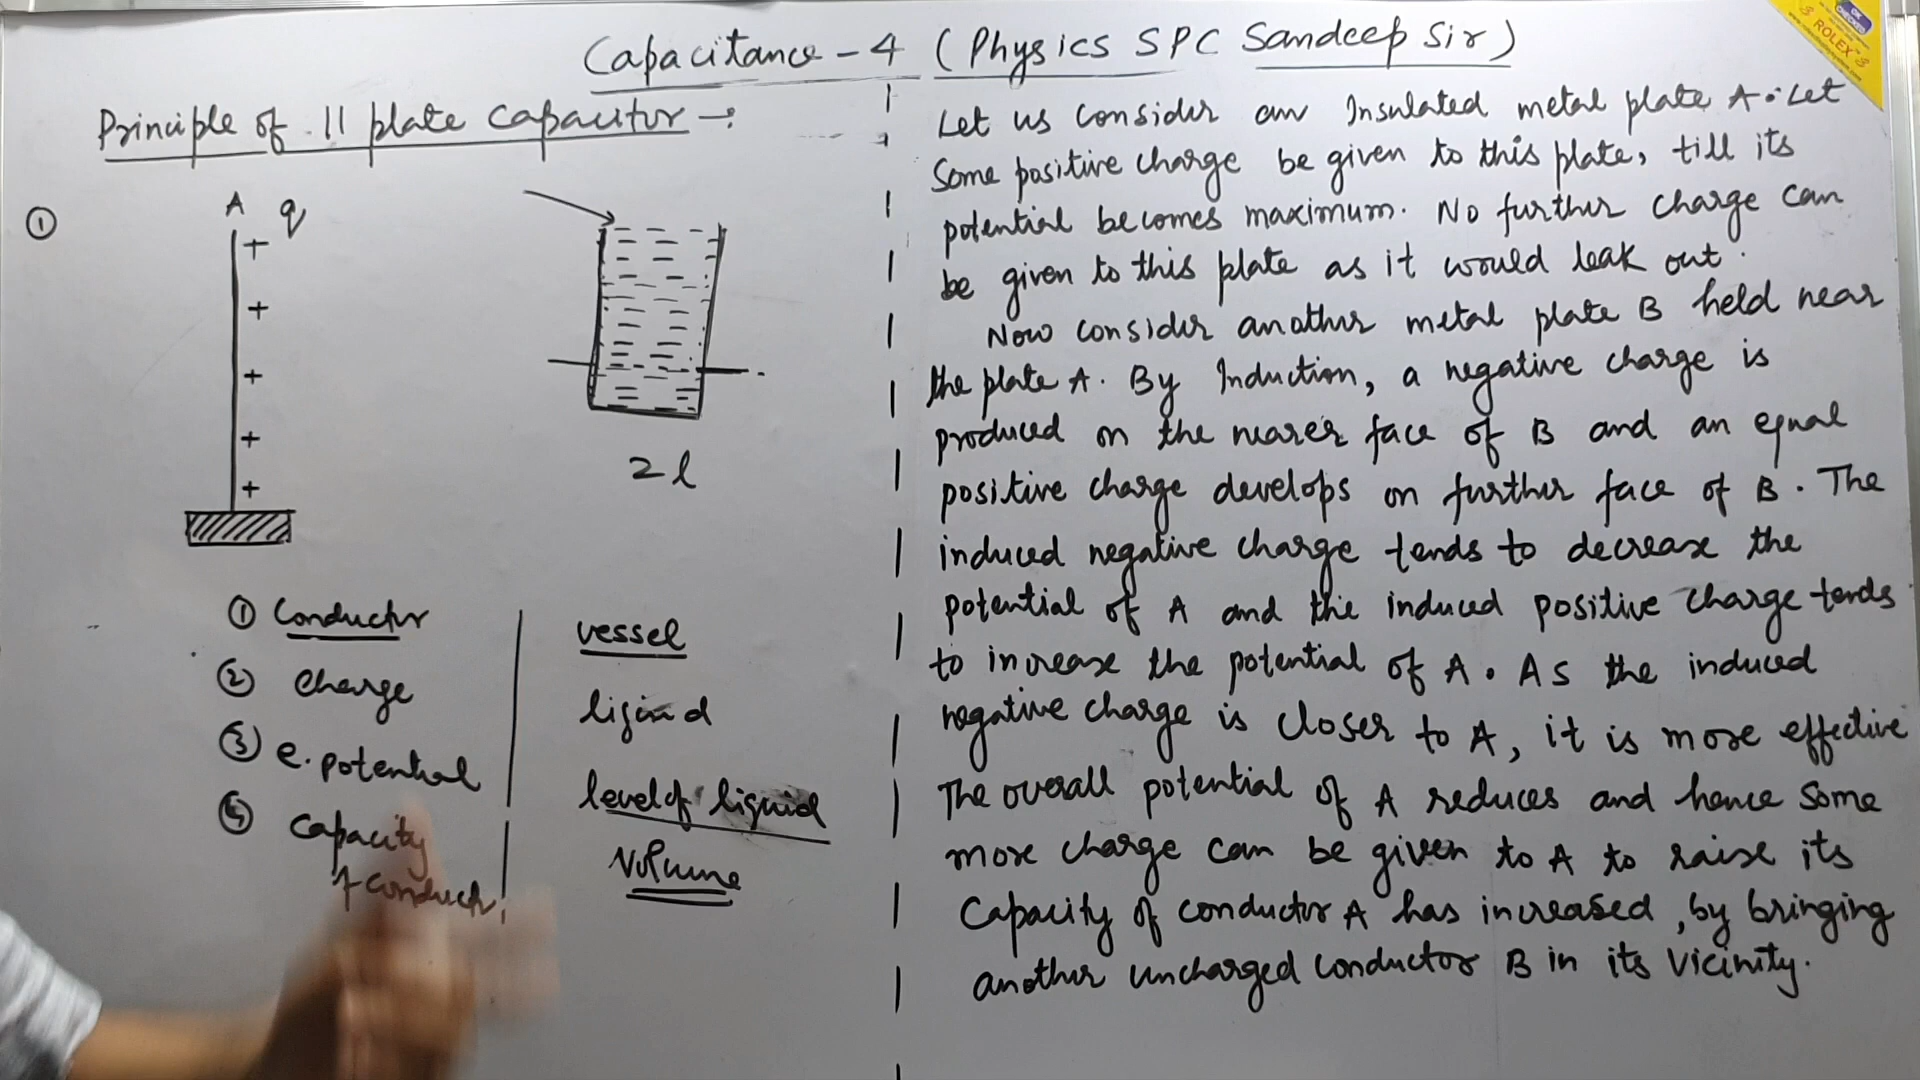 Capacitance - 4 (Physics SPC Sandeep Sir)
Principle of || plate capacitor -:
①
A q
+
+
+
+
+
2 l
① Conductor
② Charge
③ e. potential
④ Capacity
of conduct.
vessel
liquid
level of liquid
Volume
Let us consider an Insulated metal plate A. Let
Some positive charge be given to this plate, till its
potential becomes maximum. No further charge can
be given to this plate as it would leak out.
Now consider another metal plate B held near
the plate A. By Induction, a negative charge is
produced on the nearer face of B and an equal
positive charge develops on further face of B. The
induced negative charge tends to decrease the
potential of A and the induced positive charge tends
to increase the potential of A. As the induced
negative charge is closer to A, it is more effective
The overall potential of A reduces and hence some
more charge can be given to A to raise its
Capacity of conductor A has increased, by bringing
another uncharged conductor B in its vicinity.
ROLEX